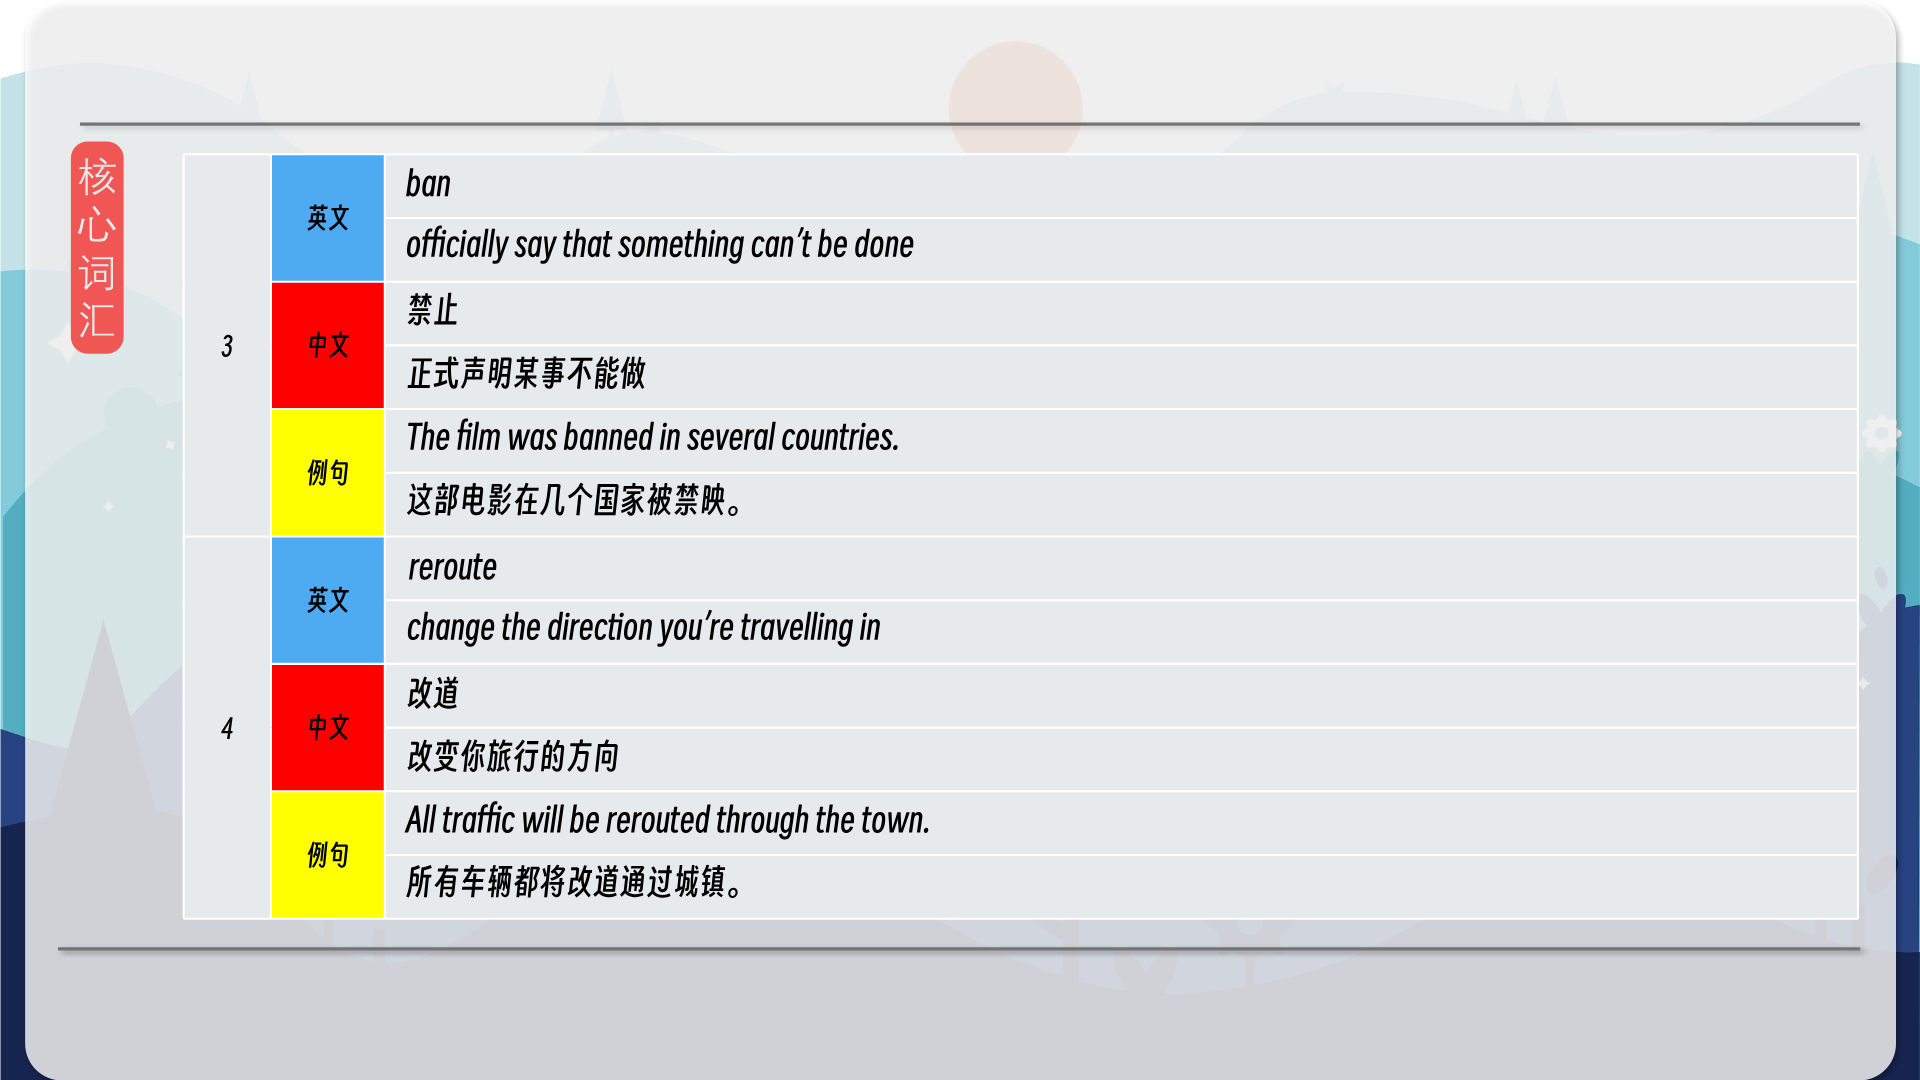 核心词汇
3
英文
ban
officially say that something can’t be done
中文
禁止
正式声明某事不能做
例句
The film was banned in several countries.
这部电影在几个国家被禁映。
4
英文
reroute
change the direction you’re travelling in
中文
改道
改变你旅行的方向
例句
All traffic will be rerouted through the town.
所有车辆都将改道通过城镇。